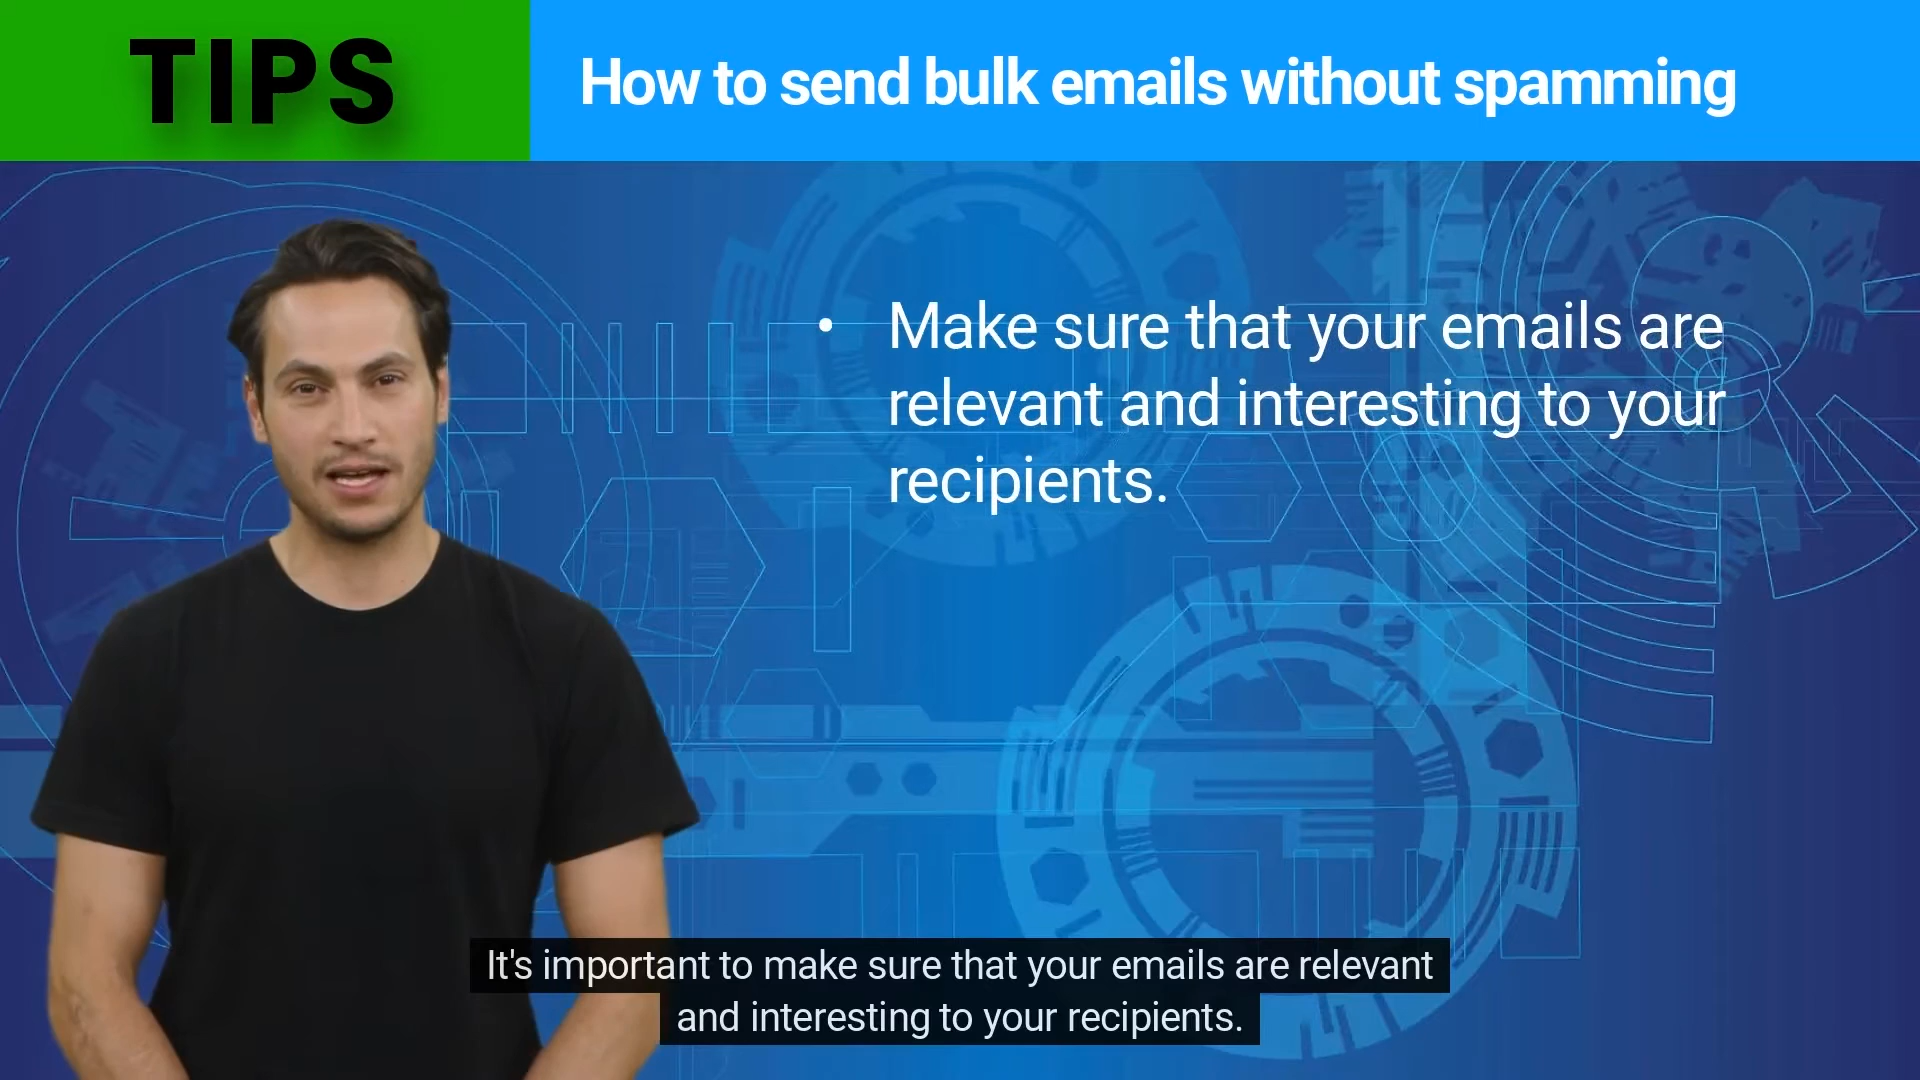 TIPS
How to send bulk emails without spamming
• Make sure that your emails are
relevant and interesting to your
recipients.
It's important to make sure that your emails are relevant
and interesting to your recipients.